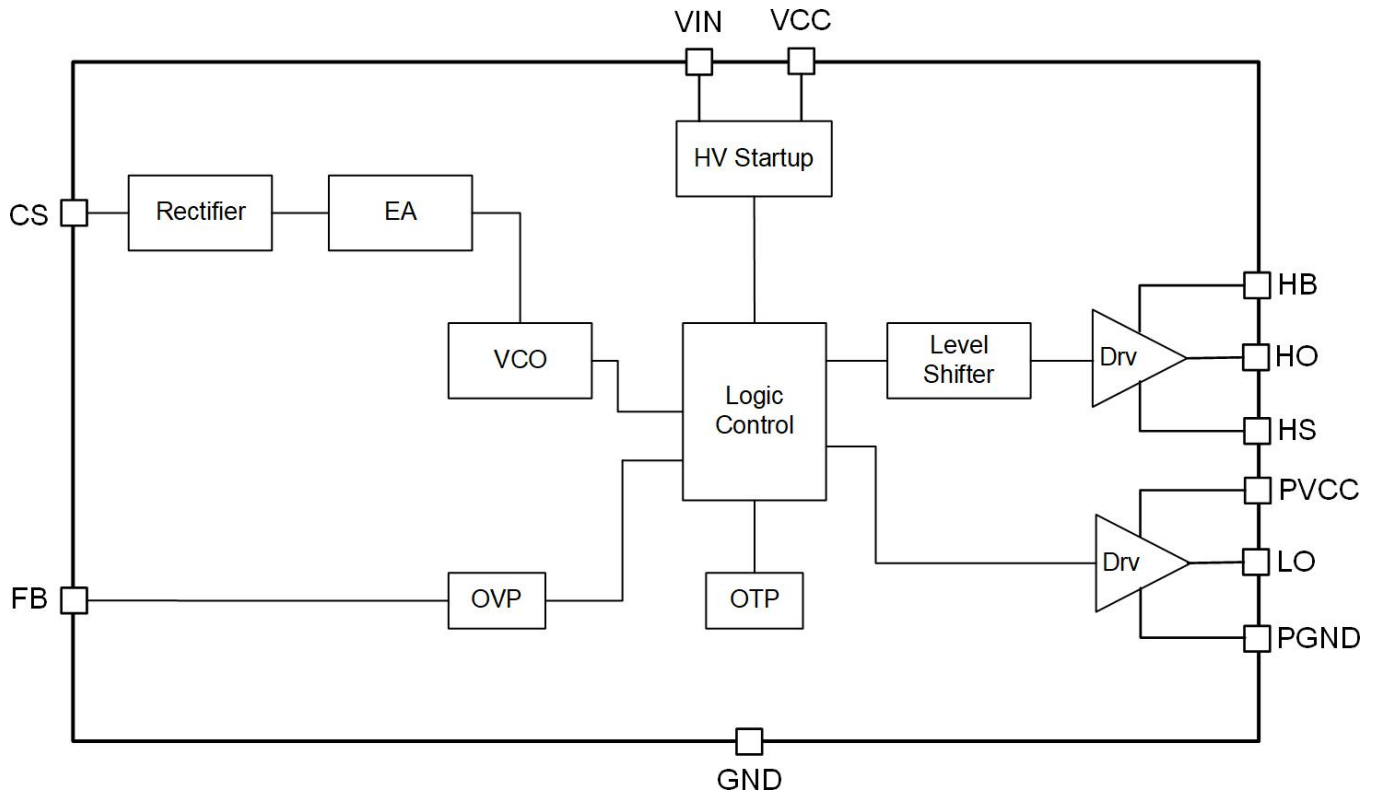 VIN
VCC
HV Startup
CS
Rectifier
EA
VCO
Logic
Control
Level
Shifter
Drv
HB
HO
HS
PVCC
Drv
LO
PGND
FB
OVP
OTP
GND